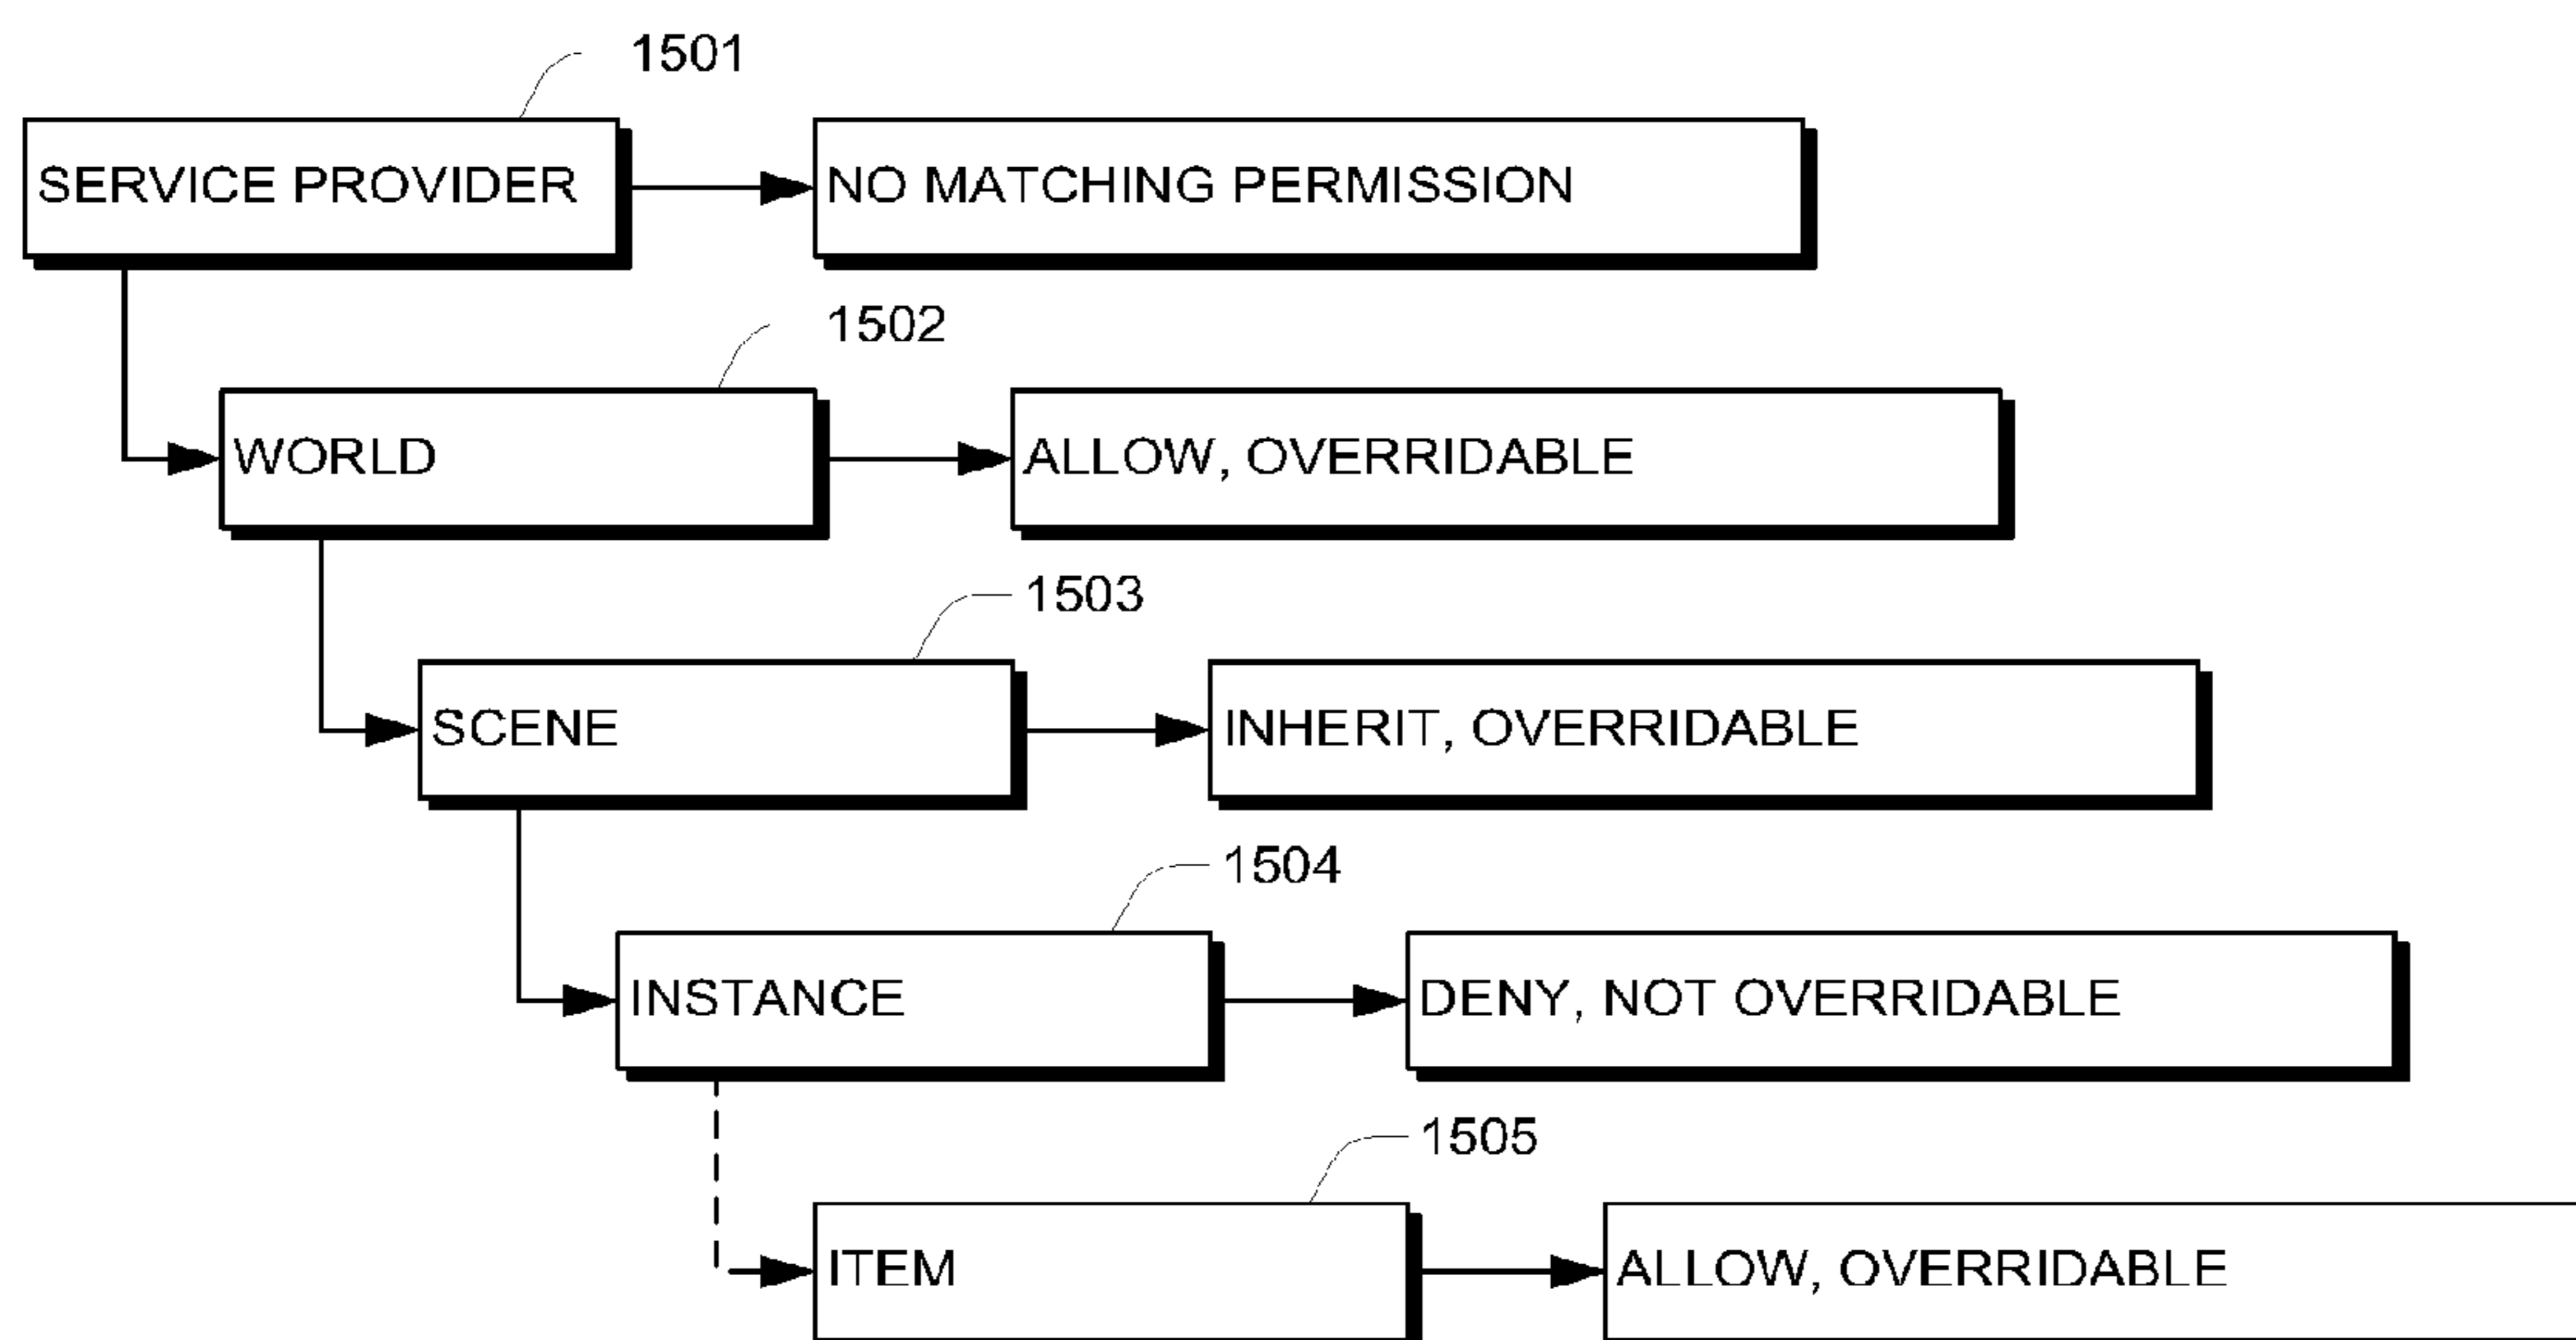 1501
SERVICE PROVIDER
NO MATCHING PERMISSION
1502
WORLD
ALLOW, OVERRIDABLE
1503
SCENE
INHERIT, OVERRIDABLE
1504
INSTANCE
DENY, NOT OVERRIDABLE
1505
ITEM
ALLOW, OVERRIDABLE